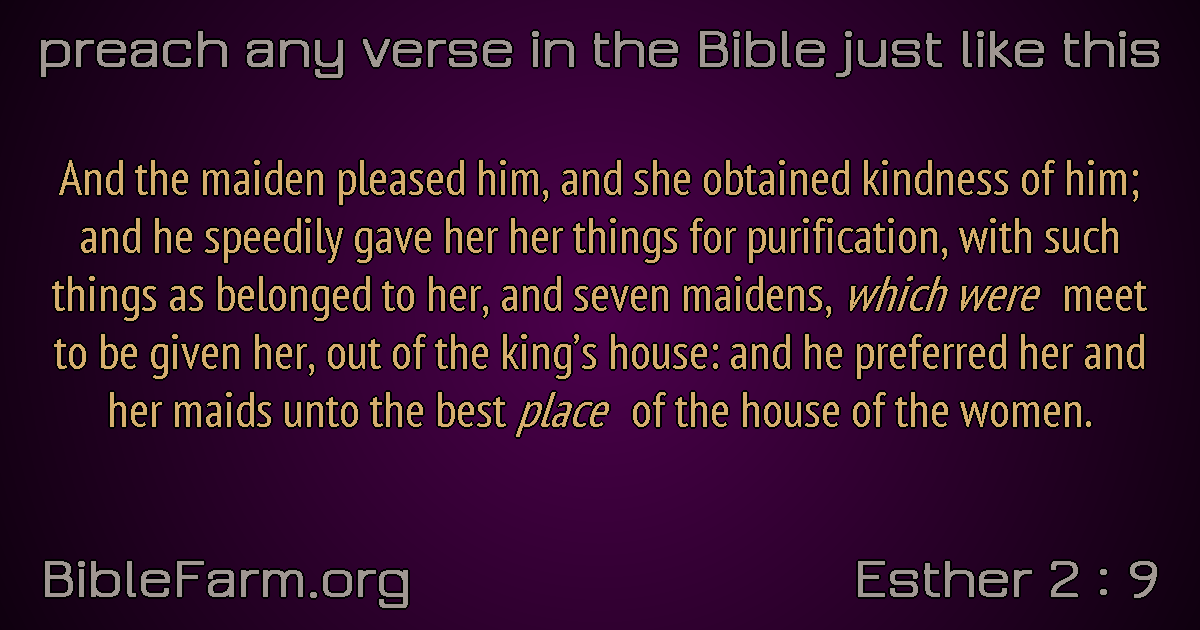 preach any verse in the Bible just like this
And the maiden pleased him, and she obtained kindness of him;
and he speedily gave her her things for purification, with such
things as belonged to her, and seven maidens, which were meet
to be given her, out of the king’s house: and he preferred her and
her maids unto the best place of the house of the women.
BibleFarm.org
Esther 2 : 9